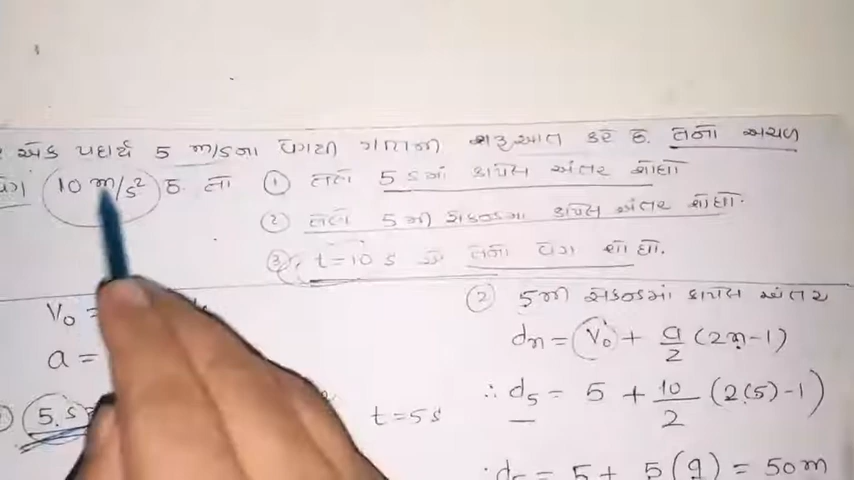 એક પદાર્થ 5 m/s ના વેગથી ગતિની શરૂઆત કરે છે. તેનો અચળ
વેગ 10 m/s² છે. તો ① તેણે 5 s માં કાપેલ અંતર શોધો
② તેણે 5 મી સેકન્ડમાં કાપેલ અંતર શોધો.
③ t = 10 s એ તેનો વેગ શોધો.
V₀ =
a =
5 s
t = 5 s
② 5મી સેકન્ડમાં કાપેલ અંતર
dn = V₀ + a/2 (2n-1)
∴ d₅ = 5 + 10/2 (2(5)-1)
= 5 + 5(9) = 50 m